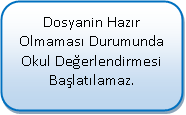 Dosyanin Hazır
Olmaması Durumunda
Okul Değerlendirmesi
Başlatılamaz.